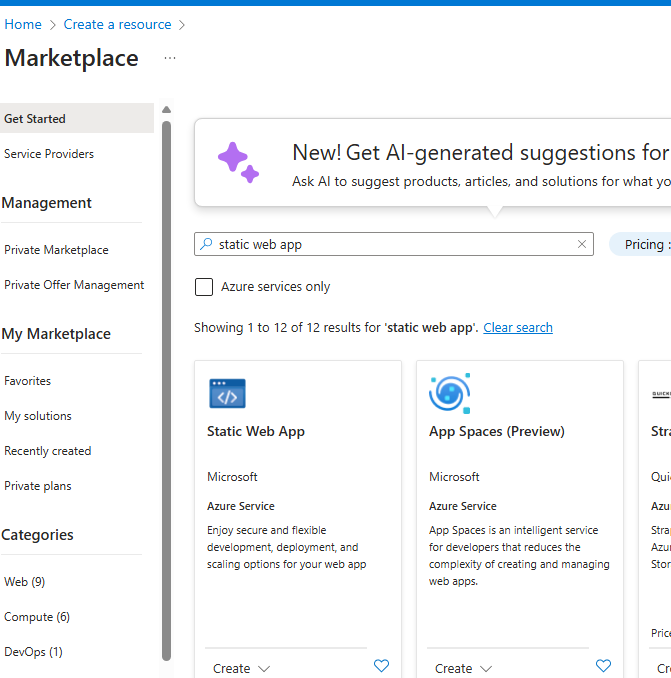 Home > Create a resource >
Marketplace ...
Get Started
Service Providers
Management
Private Marketplace
Private Offer Management
My Marketplace
Favorites
My solutions
Recently created
Private plans
Categories
Web (9)
Compute (6)
DevOps (1)
New! Get AI-generated suggestions for
Ask AI to suggest products, articles, and solutions for what yo
static web app
Pricing :
Azure services only
Showing 1 to 12 of 12 results for 'static web app'. Clear search
Static Web App
Microsoft
Azure Service
Enjoy secure and flexible
development, deployment, and
scaling options for your web app
Create
App Spaces (Preview)
Microsoft
Azure Service
App Spaces is an intelligent service
for developers that reduces the
complexity of creating and managing
web apps.
Create
Stra
Qui
Azu
Stra
Azu
Stor
Price
Cr